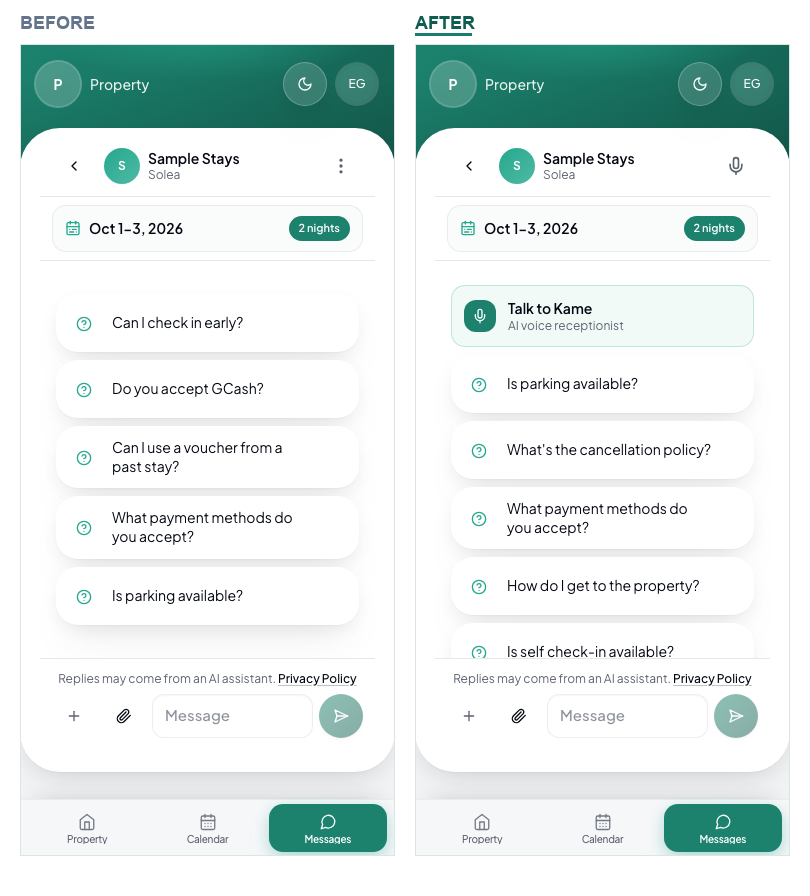 BEFORE
P
Property
EG
S
Sample Stays
Solea
Oct 1–3, 2026
2 nights
Can I check in early?
Do you accept GCash?
Can I use a voucher from a
past stay?
What payment methods do
you accept?
Is parking available?
Replies may come from an AI assistant. Privacy Policy
Message
Property
Calendar
Messages
AFTER
P
Property
EG
S
Sample Stays
Solea
Oct 1–3, 2026
2 nights
Talk to Kame
AI voice receptionist
Is parking available?
What's the cancellation policy?
What payment methods do
you accept?
How do I get to the property?
Is self check-in available?
Replies may come from an AI assistant. Privacy Policy
Message
Property
Calendar
Messages